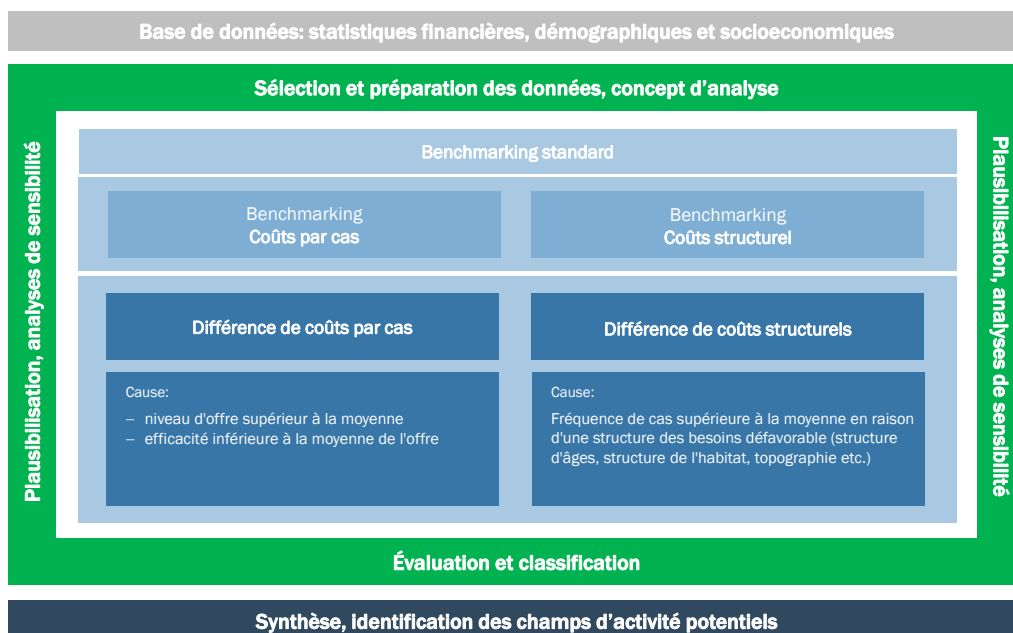 Base de données: statistiques financières, démographiques et socioeconomiques
Sélection et préparation des données, concept d'analyse
Plausibilisation, analyses de sensibilité
Benchmarking standard
Benchmarking
Coûts par cas
Benchmarking
Coûts structurel
Différence de coûts par cas
Différence de coûts structurels
Cause:
– niveau d'offre supérieur à la moyenne
– efficacité inférieure à la moyenne de l'offre
Cause:
Fréquence de cas supérieure à la moyenne en raison
d'une structure des besoins défavorable (structure
d'âges, structure de l'habitat, topographie etc.)
Plausibilisation, analyses de sensibilité
Évaluation et classification
Synthèse, identification des champs d'activité potentiels